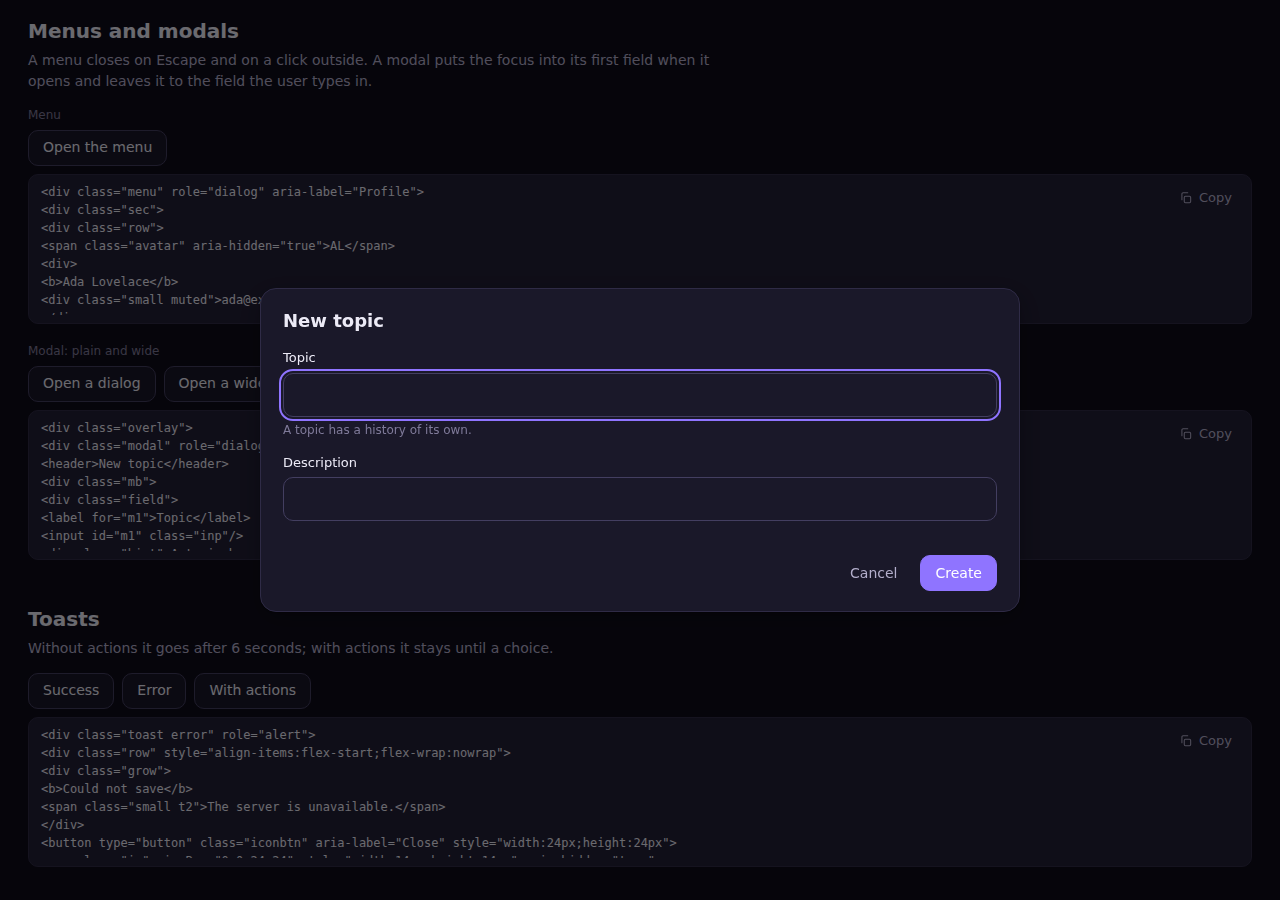 Menus and modals
A menu closes on Escape and on a click outside. A modal puts the focus into its first field when it
opens and leaves it to the field the user types in.
Menu
Open the menu
<div class="menu" role="dialog" aria-label="Profile">
<div class="sec">
<div class="row">
<span class="avatar" aria-hidden="true">AL</span>
<div>
<b>Ada Lovelace</b>
<div class="small muted">ada@ex
Copy
Modal: plain and wide
Open a dialog
Open a wide
<div class="overlay">
<div class="modal" role="dialog
<header>New topic</header>
<div class="mb">
<div class="field">
<label for="m1">Topic</label>
<input id="m1" class="inp"/>
Copy
New topic
Topic
A topic has a history of its own.
Description
Cancel
Create
Toasts
Without actions it goes after 6 seconds; with actions it stays until a choice.
Success
Error
With actions
<div class="toast error" role="alert">
<div class="row" style="align-items:flex-start;flex-wrap:nowrap">
<div class="grow">
<b>Could not save</b>
<span class="small t2">The server is unavailable.</span>
</div>
<button type="button" class="iconbtn" aria-label="Close" style="width:24px;height:24px">
Copy